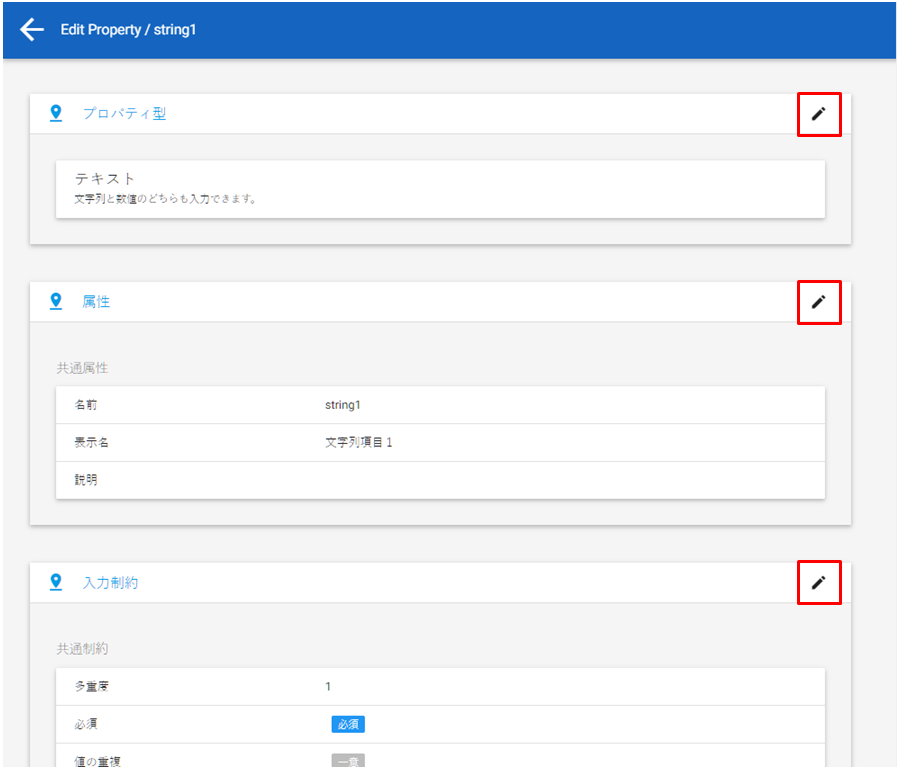 Edit Property / string1
プロパティ型
テキスト
文字列と数値のどちらも入力できます。
属性
共通属性
名前 string1
表示名 文字列項目1
説明
入力制約
共通制約
多重度 1
必須 必須
値の重複 一意